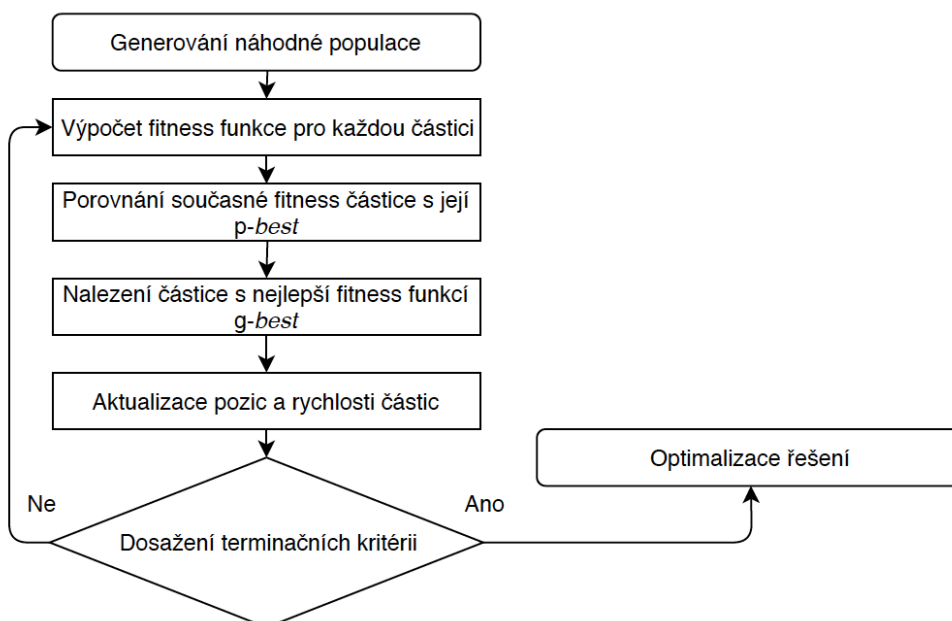 Generování náhodné populace
Výpočet fitness funkce pro každou částici
Porovnání současné fitness částice s její
p-best
Nalezení částice s nejlepší fitness funkcí
g-best
Aktualizace pozic a rychlosti částic
Optimalizace řešení
Ne
Ano
Dosažení terminačních kritérii